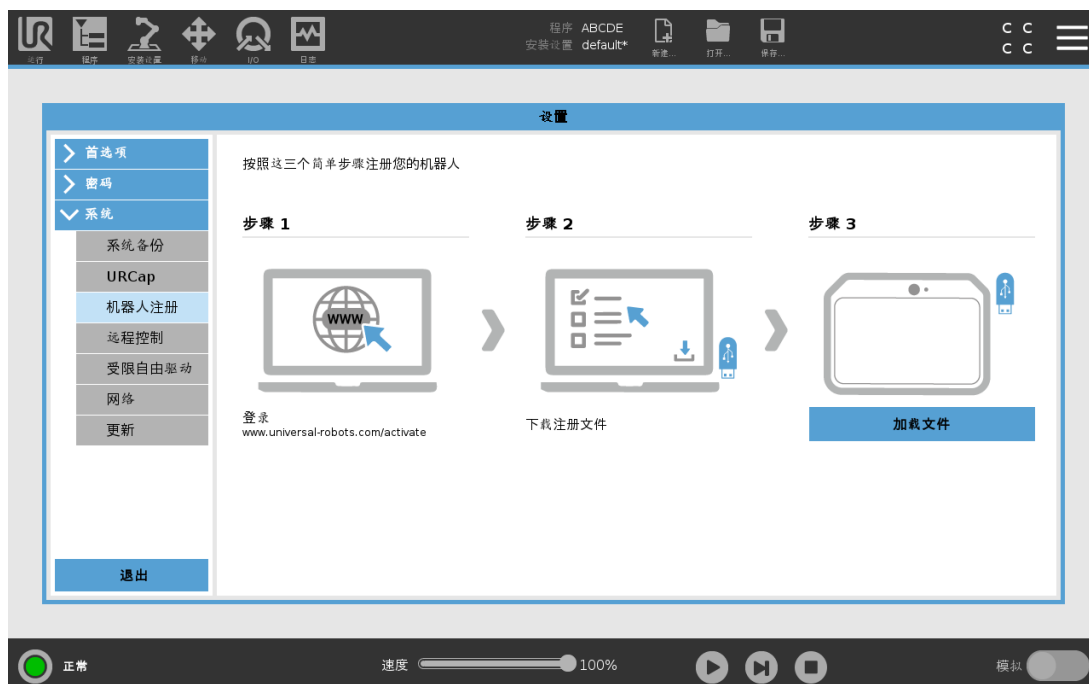 程序 ABCDE
安装设置 default*
C C
C C
运行
程序
安装设置
移动
I/O
日志
新建...
打开...
保存...
设置
首选项
密码
系统
系统备份
URCap
机器人注册
远程控制
受限自由驱动
网络
更新
退出
按照这三个简单步骤注册您的机器人
步骤 1
www
登录
www.universal-robots.com/activate
步骤 2
下载注册文件
步骤 3
加载文件
正常
速度
100%
模拟